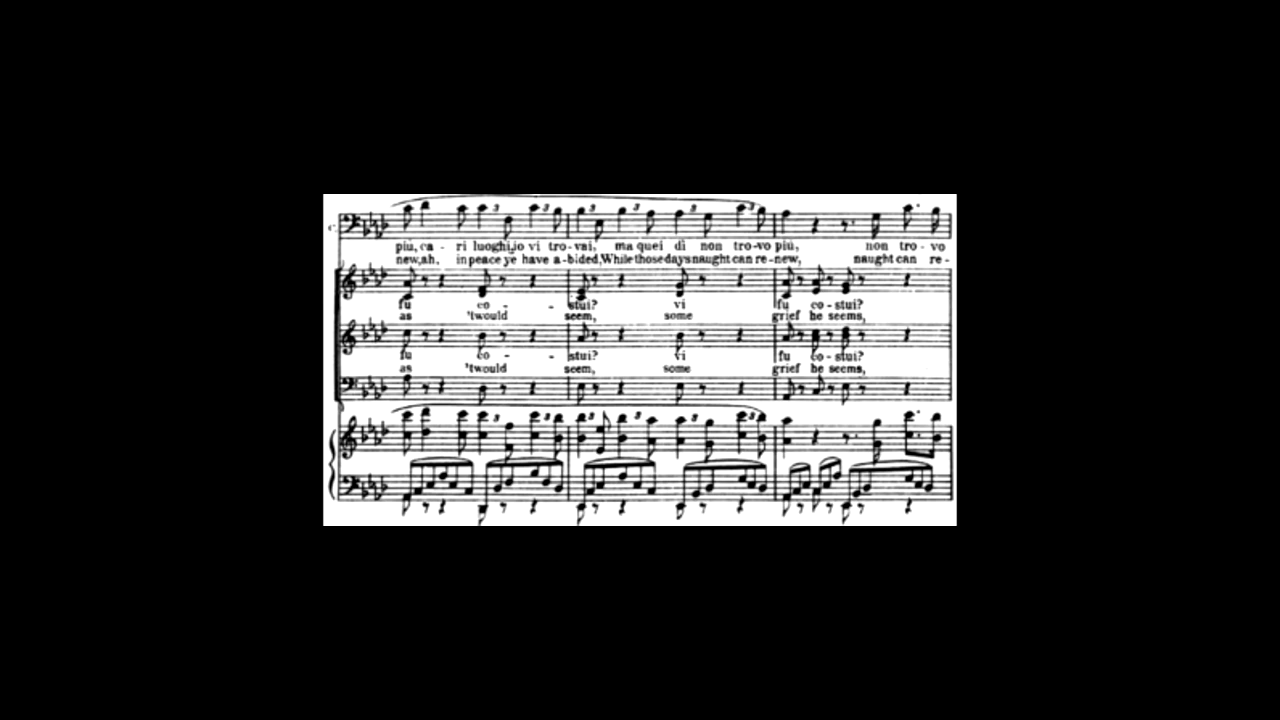 più, ca - ri luoghi, io vi tro-vai, ma quei dì non tro-vo più, non tro - vo
new, ah, in peace ye have a-bided, While those days naught can re-new, naught can re-
fu co - - stui? vi fu co-stui?
as 'twould seem, some grief he seems,
fu co - - stui? vi fu co-stui?
as 'twould seem, some grief he seems,